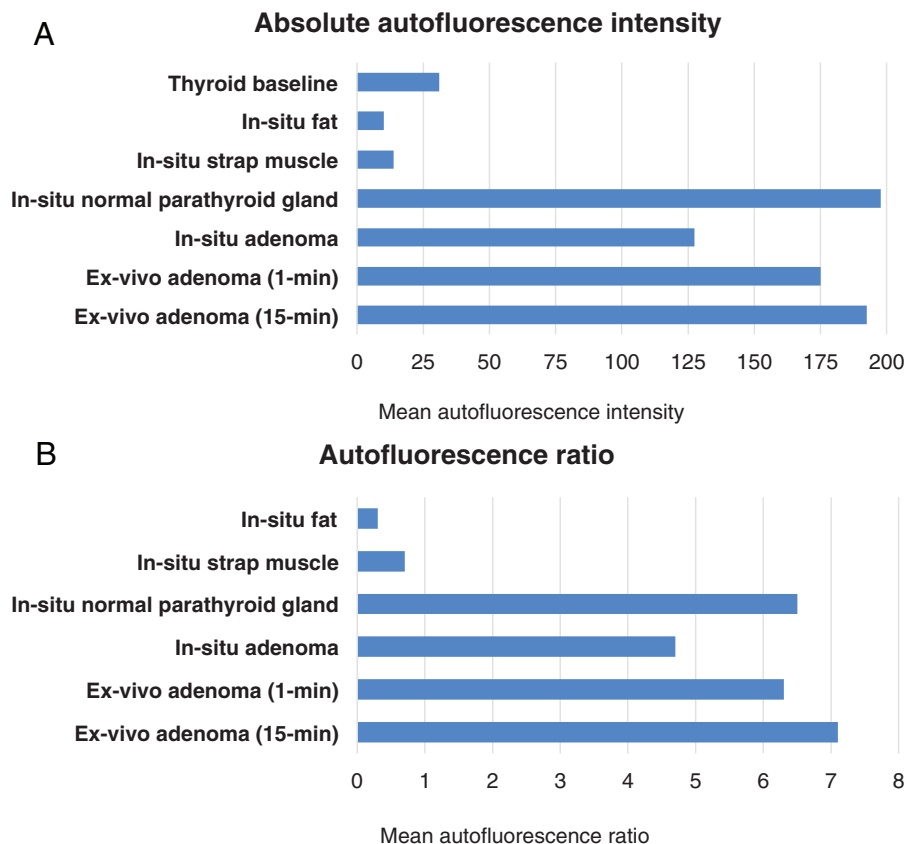 A
Absolute autofluorescence intensity
Thyroid baseline
In-situ fat
In-situ strap muscle
In-situ normal parathyroid gland
In-situ adenoma
Ex-vivo adenoma (1-min)
Ex-vivo adenoma (15-min)
0 25 50 75 100 125 150 175 200
Mean autofluorescence intensity
B
Autofluorescence ratio
In-situ fat
In-situ strap muscle
In-situ normal parathyroid gland
In-situ adenoma
Ex-vivo adenoma (1-min)
Ex-vivo adenoma (15-min)
0 1 2 3 4 5 6 7 8
Mean autofluorescence ratio